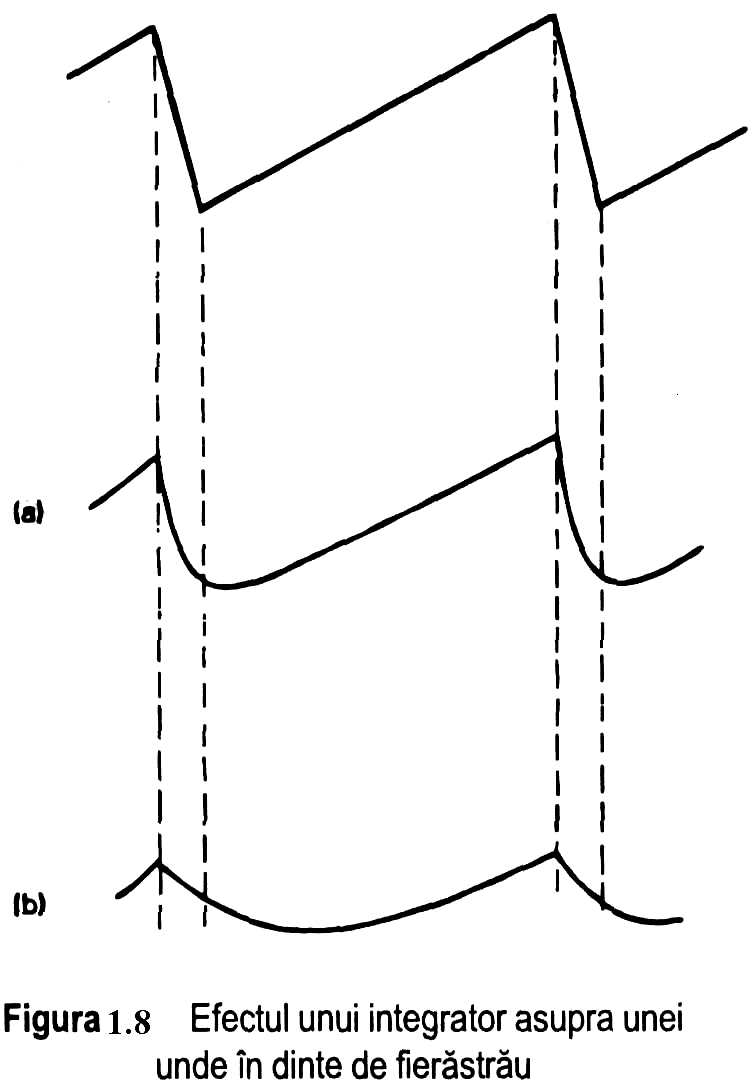 (a)
(b)
Figura 1.8 Efectul unui integrator asupra unei
unde în dinte de fierăstrău